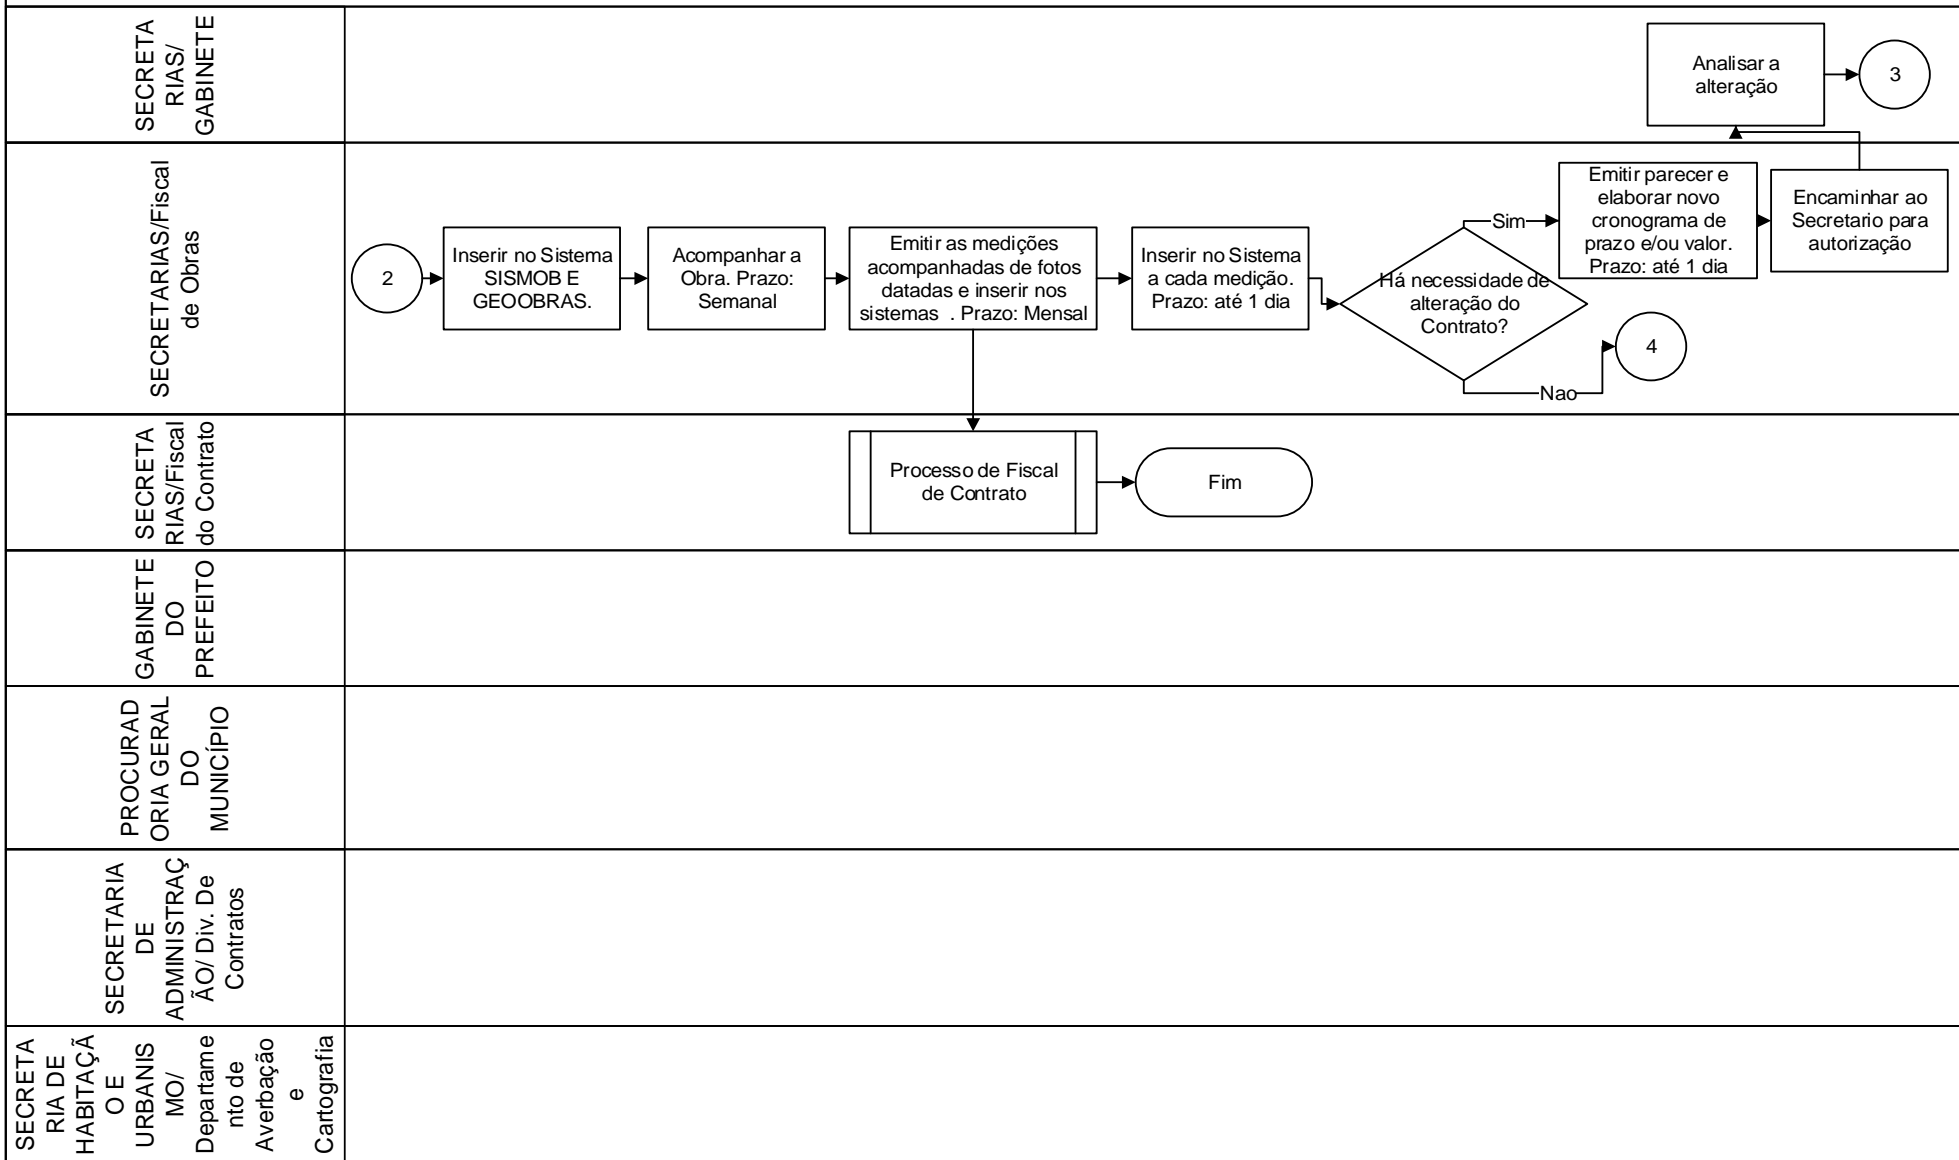 SECRETA
RIAS/
GABINETE
Analisar a
alteração
3
SECRETARIAS/Fiscal
de Obras
2
Inserir no Sistema
SISMOB E
GEOOBRAS.
Acompanhar a
Obra. Prazo:
Semanal
Emitir as medições
acompanhadas de fotos
datadas e inserir nos
sistemas . Prazo: Mensal
Inserir no Sistema
a cada medição.
Prazo: até 1 dia
Há necessidade de
alteração do
Contrato?
Sim
Emitir parecer e
elaborar novo
cronograma de
prazo e/ou valor.
Prazo: até 1 dia
Encaminhar ao
Secretario para
autorização
Nao
4
SECRETA
RIAS/Fiscal
do Contrato
Processo de Fiscal
de Contrato
Fim
GABINETE
DO
PREFEITO
PROCURAD
ORIA GERAL
DO
MUNICÍPIO
SECRETARIA
DE
ADMINISTRAÇ
ÃO/ Div. De
Contratos
SECRETA
RIA DE
HABITAÇÃ
O E
URBANIS
MO/
Departame
nto de
Averbação
e
Cartografia